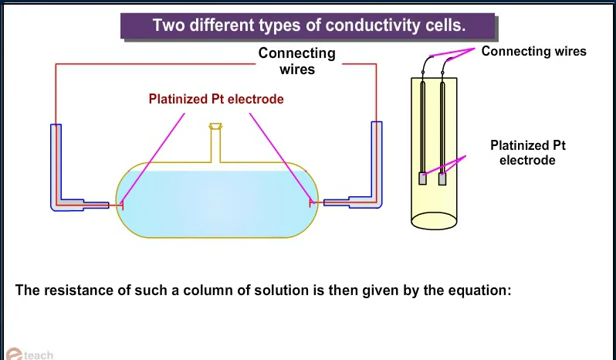 Two different types of conductivity cells.
Connecting
wires
Platinized Pt electrode
Connecting wires
Platinized Pt
electrode
The resistance of such a column of solution is then given by the equation:
e teach